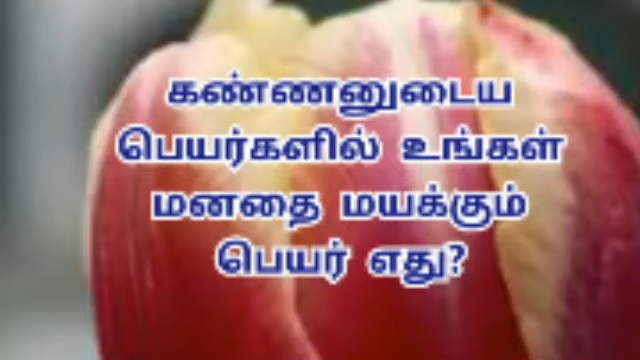 கண்ணனுடைய
பெயர்களில் உங்கள்
மனதை மயக்கும்
பெயர் எது?